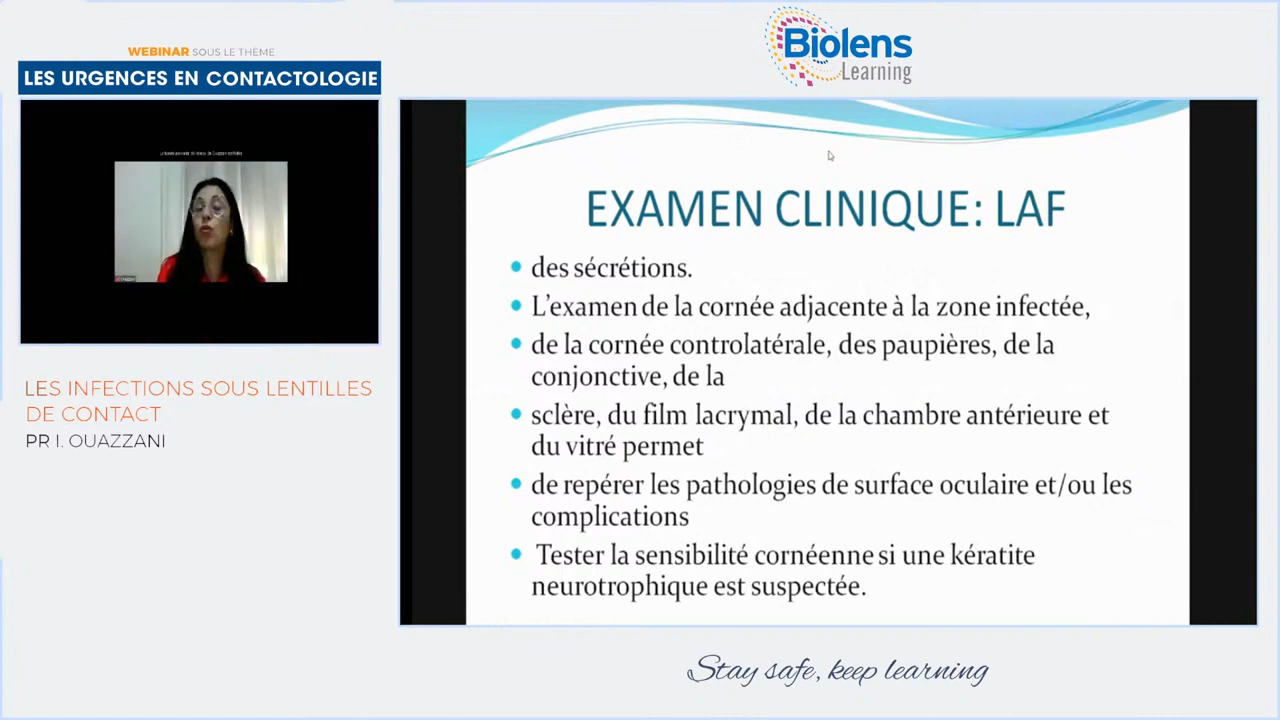 WEBINAR SOUS LE THÈME
LES URGENCES EN CONTACTOLOGIE
Biolens
Learning
EXAMEN CLINIQUE: LAF
• des sécrétions.
• L'examen de la cornée adjacente à la zone infectée,
• de la cornée controlatérale, des paupières, de la
conjonctive, de la
• sclère, du film lacrymal, de la chambre antérieure et
du vitré permet
• de repérer les pathologies de surface oculaire et/ou les
complications
• Tester la sensibilité cornéenne si une kératite
neurotrophique est suspectée.
LES INFECTIONS SOUS LENTILLES
DE CONTACT
PR I. OUAZZANI
Stay safe, keep learning